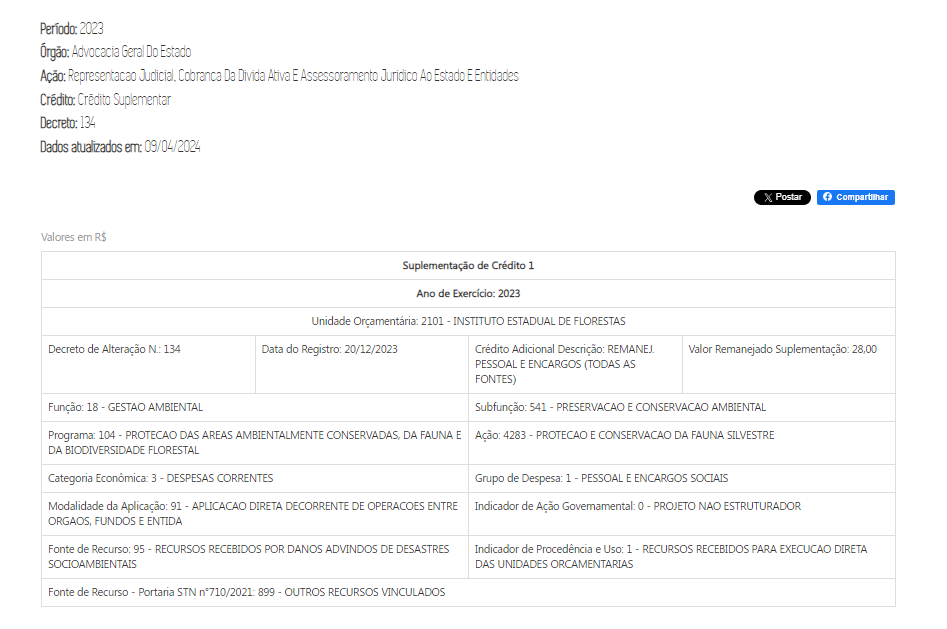 Período: 2023
Órgão: Advocacia Geral Do Estado
Ação: Representacao Judicial, Cobranca Da Divida Ativa E Assessoramento Juridico Ao Estado E Entidades
Crédito: Crédito Suplementar
Decreto: 134
Dados atualizados em: 09/04/2024
Postar
Compartilhar
Valores em R$
Suplementação de Crédito 1
Ano de Exercício: 2023
Unidade Orçamentária: 2101 - INSTITUTO ESTADUAL DE FLORESTAS
Decreto de Alteração N.: 134
Data do Registro: 20/12/2023
Crédito Adicional Descrição: REMANEJ.
PESSOAL E ENCARGOS (TODAS AS
FONTES)
Valor Remanejado Suplementação: 28,00
Função: 18 - GESTAO AMBIENTAL
Subfunção: 541 - PRESERVACAO E CONSERVACAO AMBIENTAL
Programa: 104 - PROTECAO DAS AREAS AMBIENTALMENTE CONSERVADAS, DA FAUNA E
DA BIODIVERSIDADE FLORESTAL
Ação: 4283 - PROTECAO E CONSERVACAO DA FAUNA SILVESTRE
Categoria Econômica: 3 - DESPESAS CORRENTES
Grupo de Despesa: 1 - PESSOAL E ENCARGOS SOCIAIS
Modalidade da Aplicação: 91 - APLICACAO DIRETA DECORRENTE DE OPERACOES ENTRE
ORGAOS, FUNDOS E ENTIDA
Indicador de Ação Governamental: 0 - PROJETO NAO ESTRUTURADOR
Fonte de Recurso: 95 - RECURSOS RECEBIDOS POR DANOS ADVINDOS DE DESASTRES
SOCIOAMBIENTAIS
Indicador de Procedência e Uso: 1 - RECURSOS RECEBIDOS PARA EXECUCAO DIRETA
DAS UNIDADES ORCAMENTARIAS
Fonte de Recurso - Portaria STN n°710/2021: 899 - OUTROS RECURSOS VINCULADOS